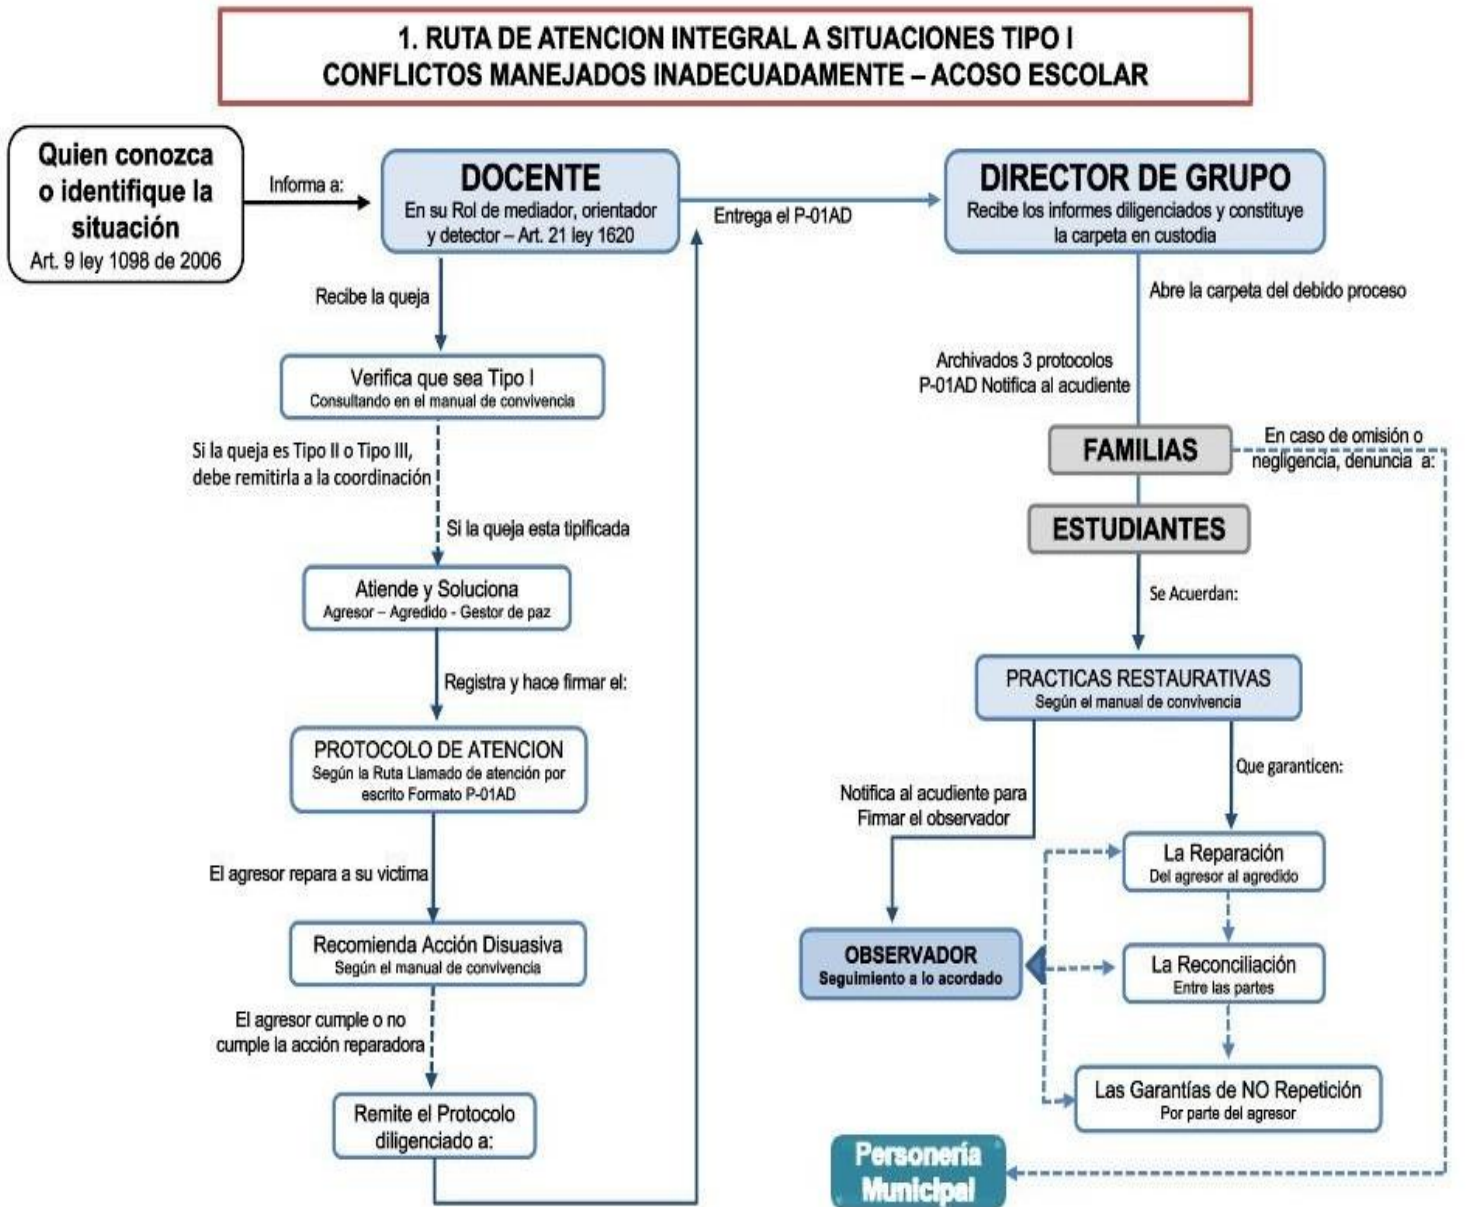 1. RUTA DE ATENCION INTEGRAL A SITUACIONES TIPO I
CONFLICTOS MANEJADOS INADECUADAMENTE – ACOSO ESCOLAR
Quien conozca
o identifique la
situación
Art. 9 ley 1098 de 2006
Informa a:
DOCENTE
En su Rol de mediador, orientador
y detector – Art. 21 ley 1620
Entrega el P-01AD
DIRECTOR DE GRUPO
Recibe los informes diligenciados y constituye
la carpeta en custodia
Recibe la queja
Verifica que sea Tipo I
Consultando en el manual de convivencia
Si la queja es Tipo II o Tipo III,
debe remitirla a la coordinación
Si la queja esta tipificada
Atiende y Soluciona
Agresor – Agredido - Gestor de paz
Registra y hace firmar el:
PROTOCOLO DE ATENCION
Según la Ruta Llamado de atención por
escrito Formato P-01AD
El agresor repara a su victima
Recomienda Acción Disuasiva
Según el manual de convivencia
El agresor cumple o no
cumple la acción reparadora
Remite el Protocolo
diligenciado a:
Abre la carpeta del debido proceso
Archivados 3 protocolos
P-01AD Notifica al acudiente
FAMILIAS
En caso de omisión o
negligencia, denuncia a:
ESTUDIANTES
Se Acuerdan:
PRACTICAS RESTAURATIVAS
Según el manual de convivencia
Notifica al acudiente para
Firmar el observador
Que garanticen:
La Reparación
Del agresor al agredido
OBSERVADOR
Seguimiento a lo acordado
La Reconciliación
Entre las partes
Las Garantías de NO Repetición
Por parte del agresor
Personería
Municipal